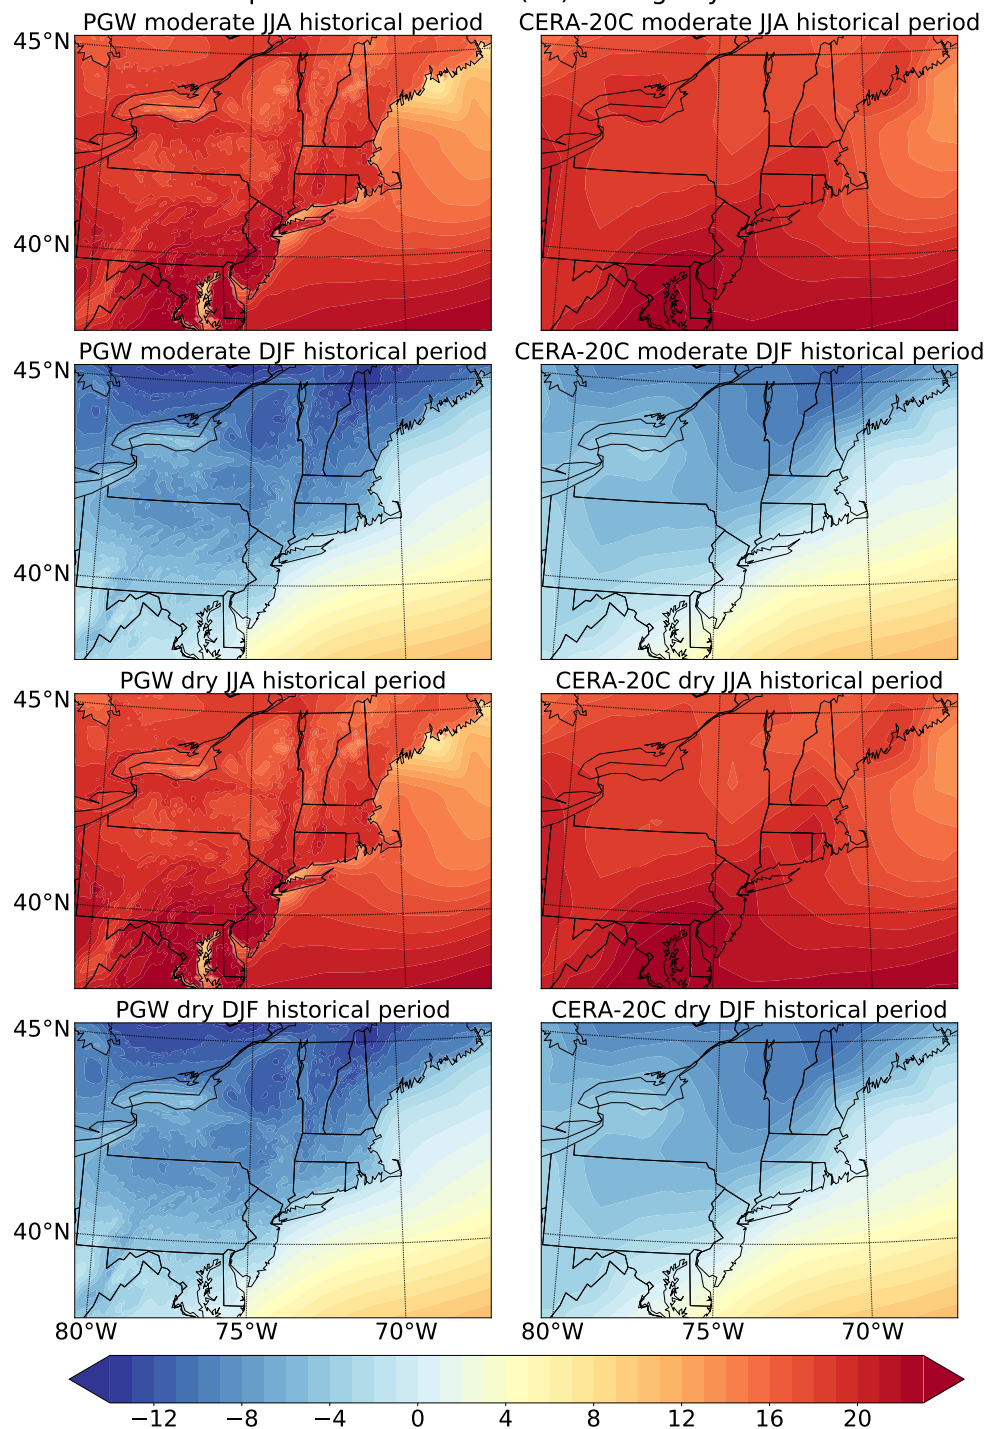 PGW moderate JJA historical period CERA-20C moderate JJA historical period
45°N
40°N
PGW moderate DJF historical period CERA-20C moderate DJF historical period
45°N
40°N
PGW dry JJA historical period CERA-20C dry JJA historical period
45°N
40°N
PGW dry DJF historical period CERA-20C dry DJF historical period
45°N
40°N
80°W 75°W 70°W 75°W 70°W
−12 −8 −4 0 4 8 12 16 20